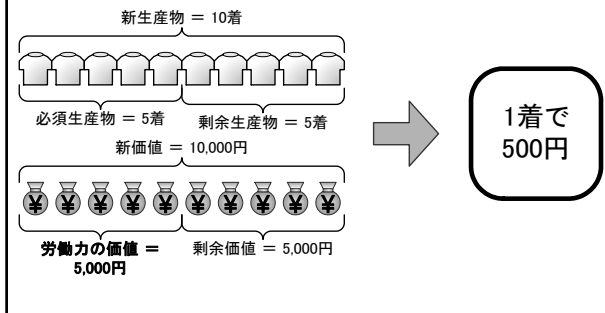 新生産物 ＝ 10着
必須生産物 ＝ 5着
剰余生産物 ＝ 5着
新価値 ＝ 10,000円
¥ ¥ ¥ ¥ ¥ ¥ ¥ ¥ ¥ ¥
労働力の価値 ＝
5,000円
剰余価値 ＝ 5,000円
1着で
500円